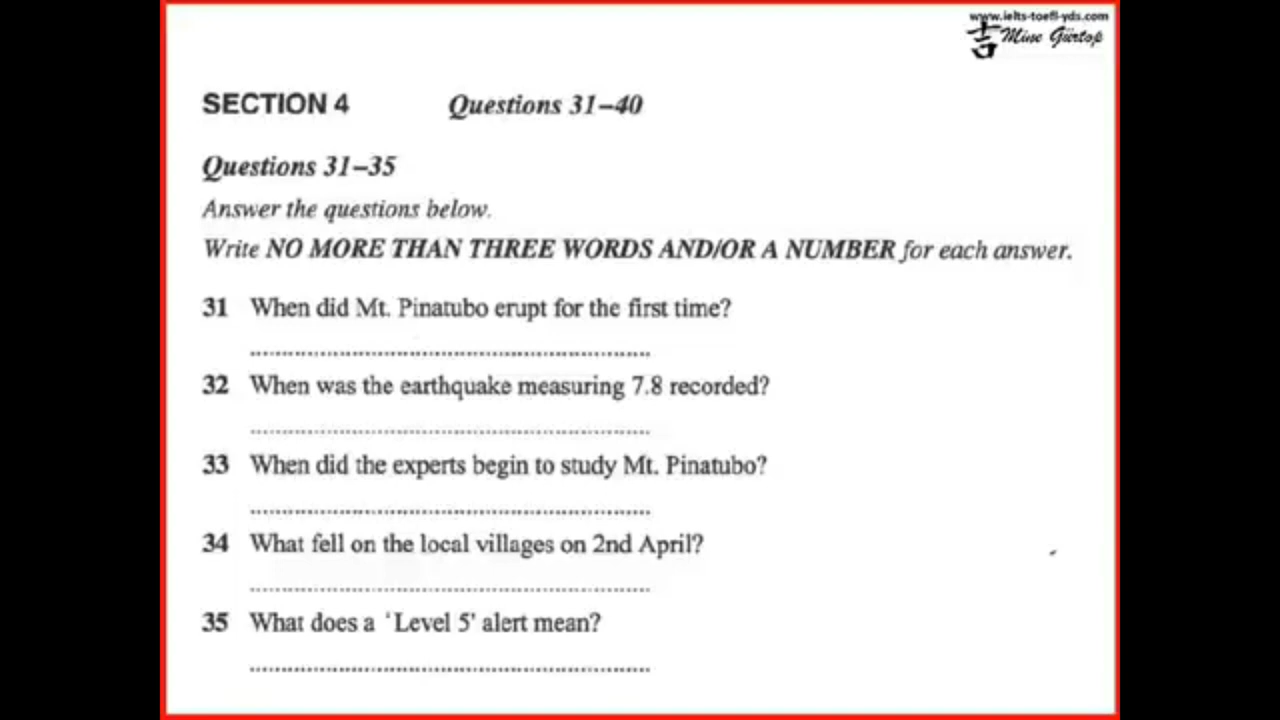 www.ielts-toefl-yds.com
吉 Mine Gürtop
SECTION 4 Questions 31–40
Questions 31–35
Answer the questions below.
Write NO MORE THAN THREE WORDS AND/OR A NUMBER for each answer.
31 When did Mt. Pinatubo erupt for the first time?
32 When was the earthquake measuring 7.8 recorded?
33 When did the experts begin to study Mt. Pinatubo?
34 What fell on the local villages on 2nd April?
35 What does a ‘Level 5’ alert mean?